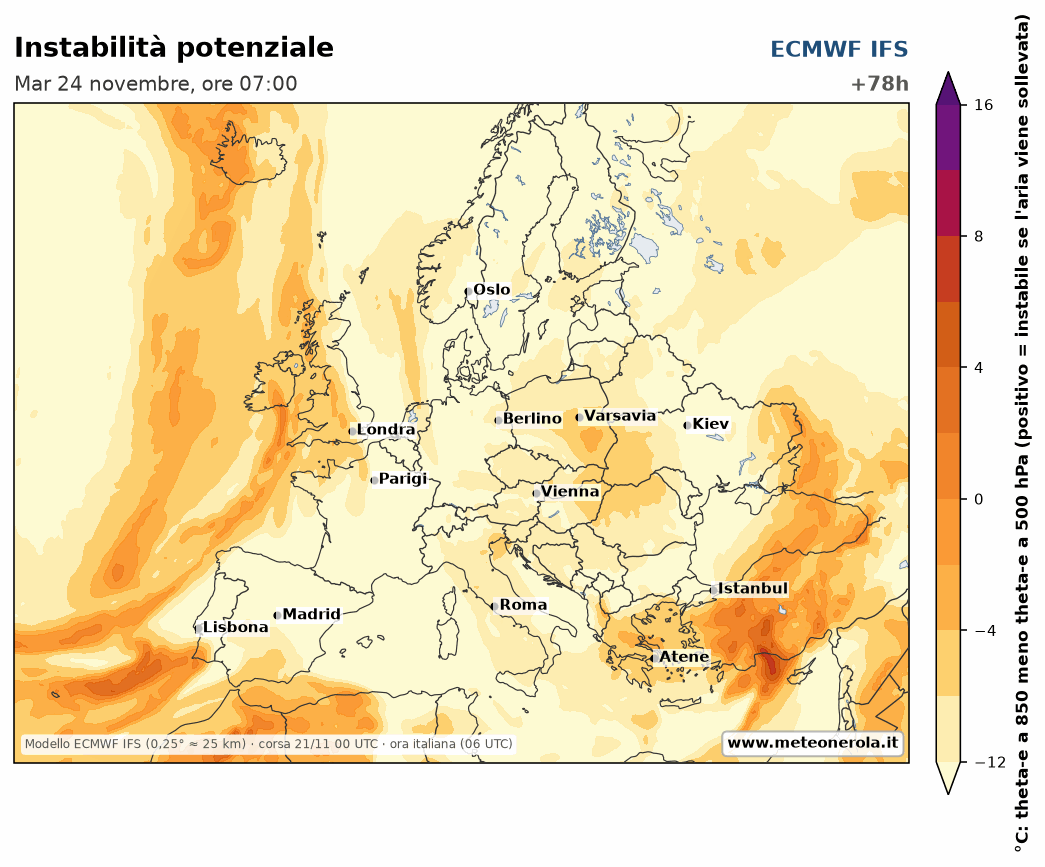 Instabilità potenziale
ECMWF IFS
Mar 24 novembre, ore 07:00
+78h
16
8
4
0
−4
−12
°C: theta-e a 850 meno theta-e a 500 hPa (positivo = instabile se l'aria viene sollevata)
Oslo
Berlino
Varsavia
Kiev
Londra
Parigi
Vienna
Istanbul
Roma
Madrid
Lisbona
Atene
Modello ECMWF IFS (0,25° ≈ 25 km) · corsa 21/11 00 UTC · ora italiana (06 UTC)
www.meteonerola.it